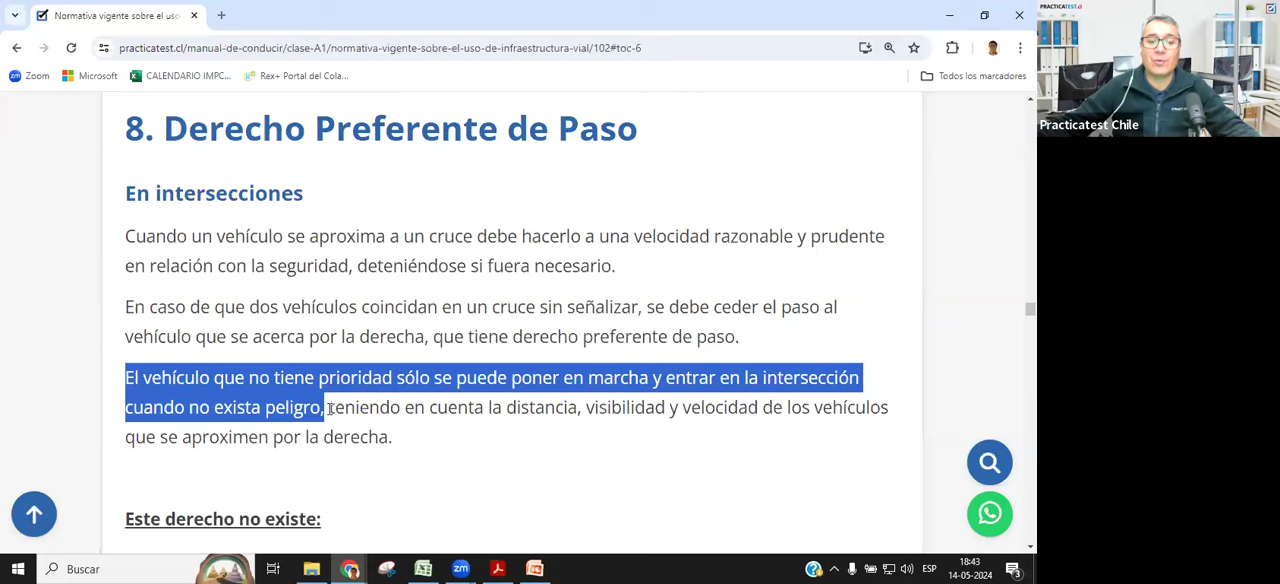 Normativa vigente sobre el uso
practicatest.cl/manual-de-conducir/clase-A1/normativa-vigente-sobre-el-uso-de-infraestructura-vial/102#toc-6
zm Zoom Microsoft CALENDARIO IMPC... Rex+ Portal del Cola... Todos los marcadores
PRACTICATEST.cl
Practicatest Chile
8. Derecho Preferente de Paso
En intersecciones
Cuando un vehículo se aproxima a un cruce debe hacerlo a una velocidad razonable y prudente
en relación con la seguridad, deteniéndose si fuera necesario.
En caso de que dos vehículos coincidan en un cruce sin señalizar, se debe ceder el paso al
vehículo que se acerca por la derecha, que tiene derecho preferente de paso.
El vehículo que no tiene prioridad sólo se puede poner en marcha y entrar en la intersección
cuando no exista peligro, teniendo en cuenta la distancia, visibilidad y velocidad de los vehículos
que se aproximen por la derecha.
Este derecho no existe:
Buscar
zm
ESP
18:43
14-05-2024
3